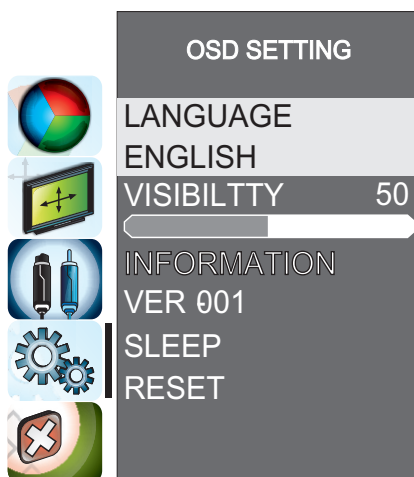 OSD SETTING
LANGUAGE
ENGLISH
VISIBILTTY 50
INFORMATION
VER 001
SLEEP
RESET